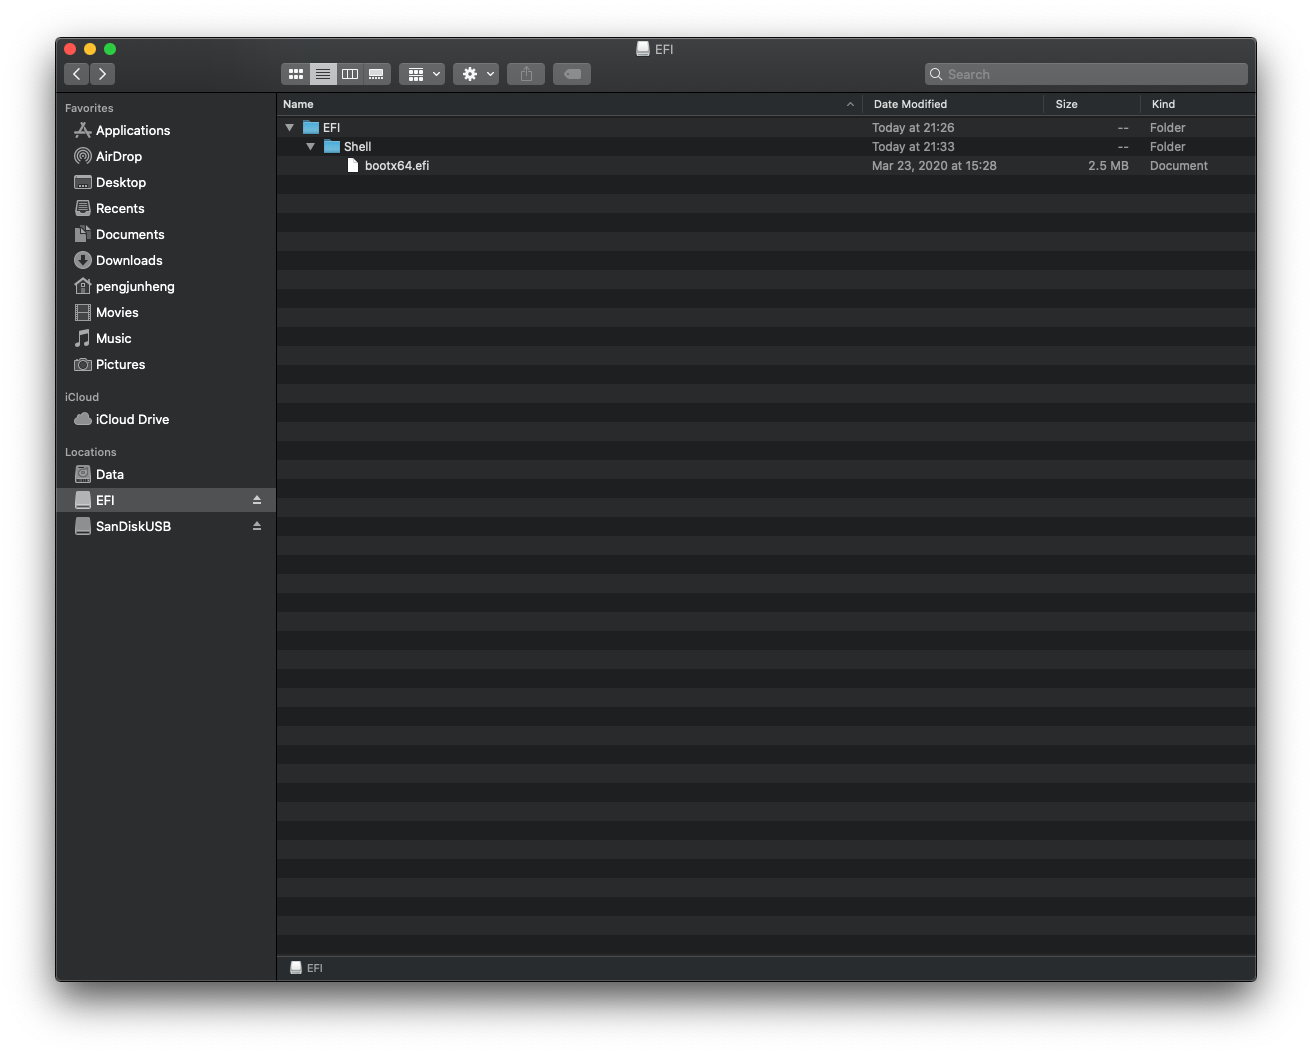 EFI
Search
Favorites
Applications
AirDrop
Desktop
Recents
Documents
Downloads
pengjunheng
Movies
Music
Pictures
iCloud
iCloud Drive
Locations
Data
EFI
SanDiskUSB
Name Date Modified Size Kind
EFI Today at 21:26 -- Folder
Shell Today at 21:33 -- Folder
bootx64.efi Mar 23, 2020 at 15:28 2.5 MB Document
EFI